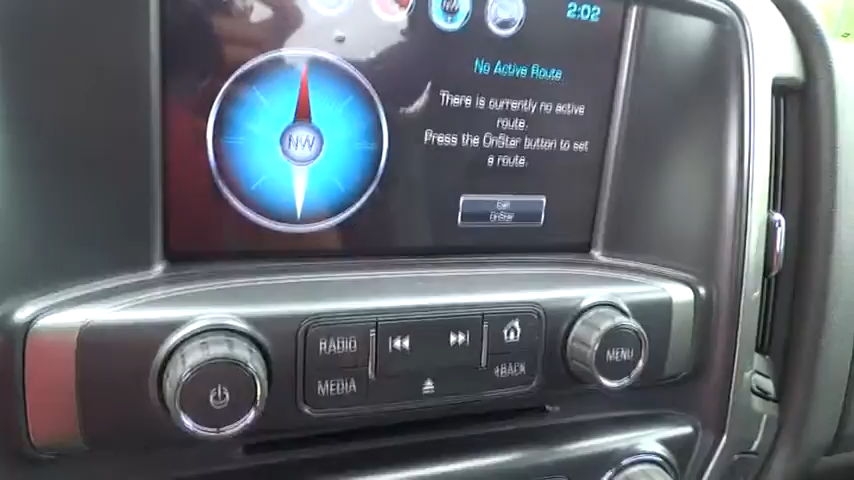 2:02
No Active Route
NW
There is currently no active
route.
Press the OnStar button to set
a route.
Call
OnStar
RADIO
MEDIA
BACK
MENU